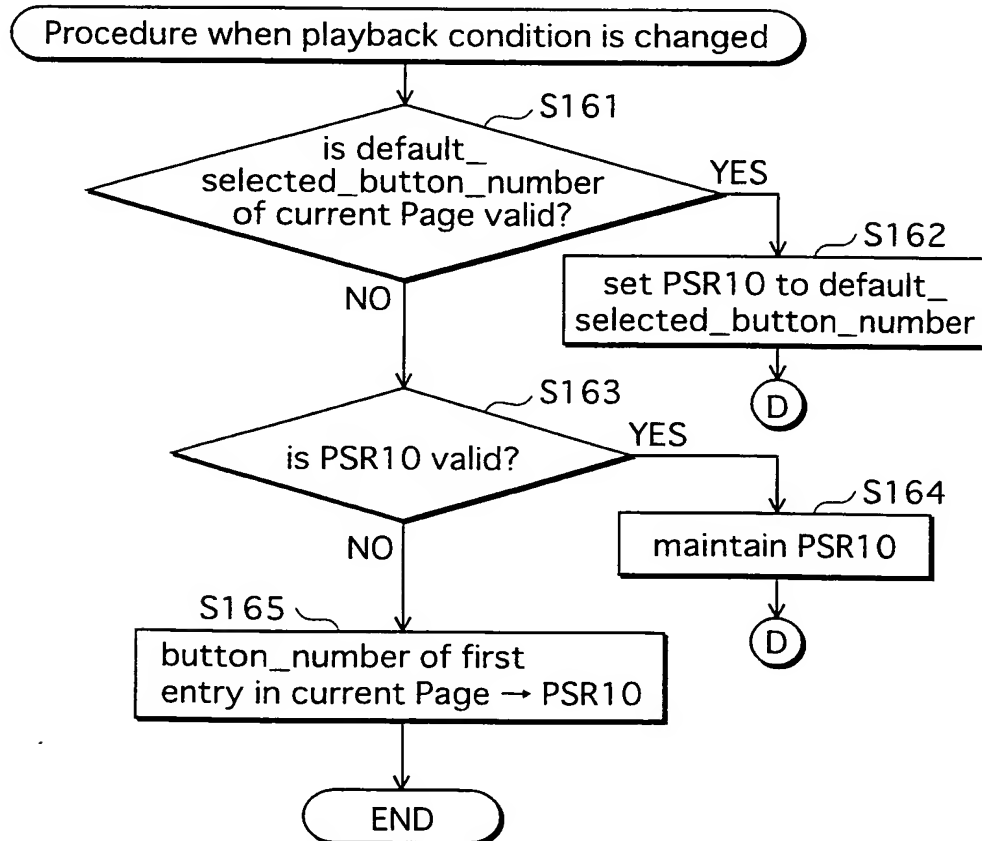 Procedure when playback condition is changed
S161
is default_
selected_button_number
of current Page valid?
YES
NO
S162
set PSR10 to default_
selected_button_number
D
S163
is PSR10 valid?
YES
NO
S164
maintain PSR10
D
S165
button_number of first
entry in current Page → PSR10
END